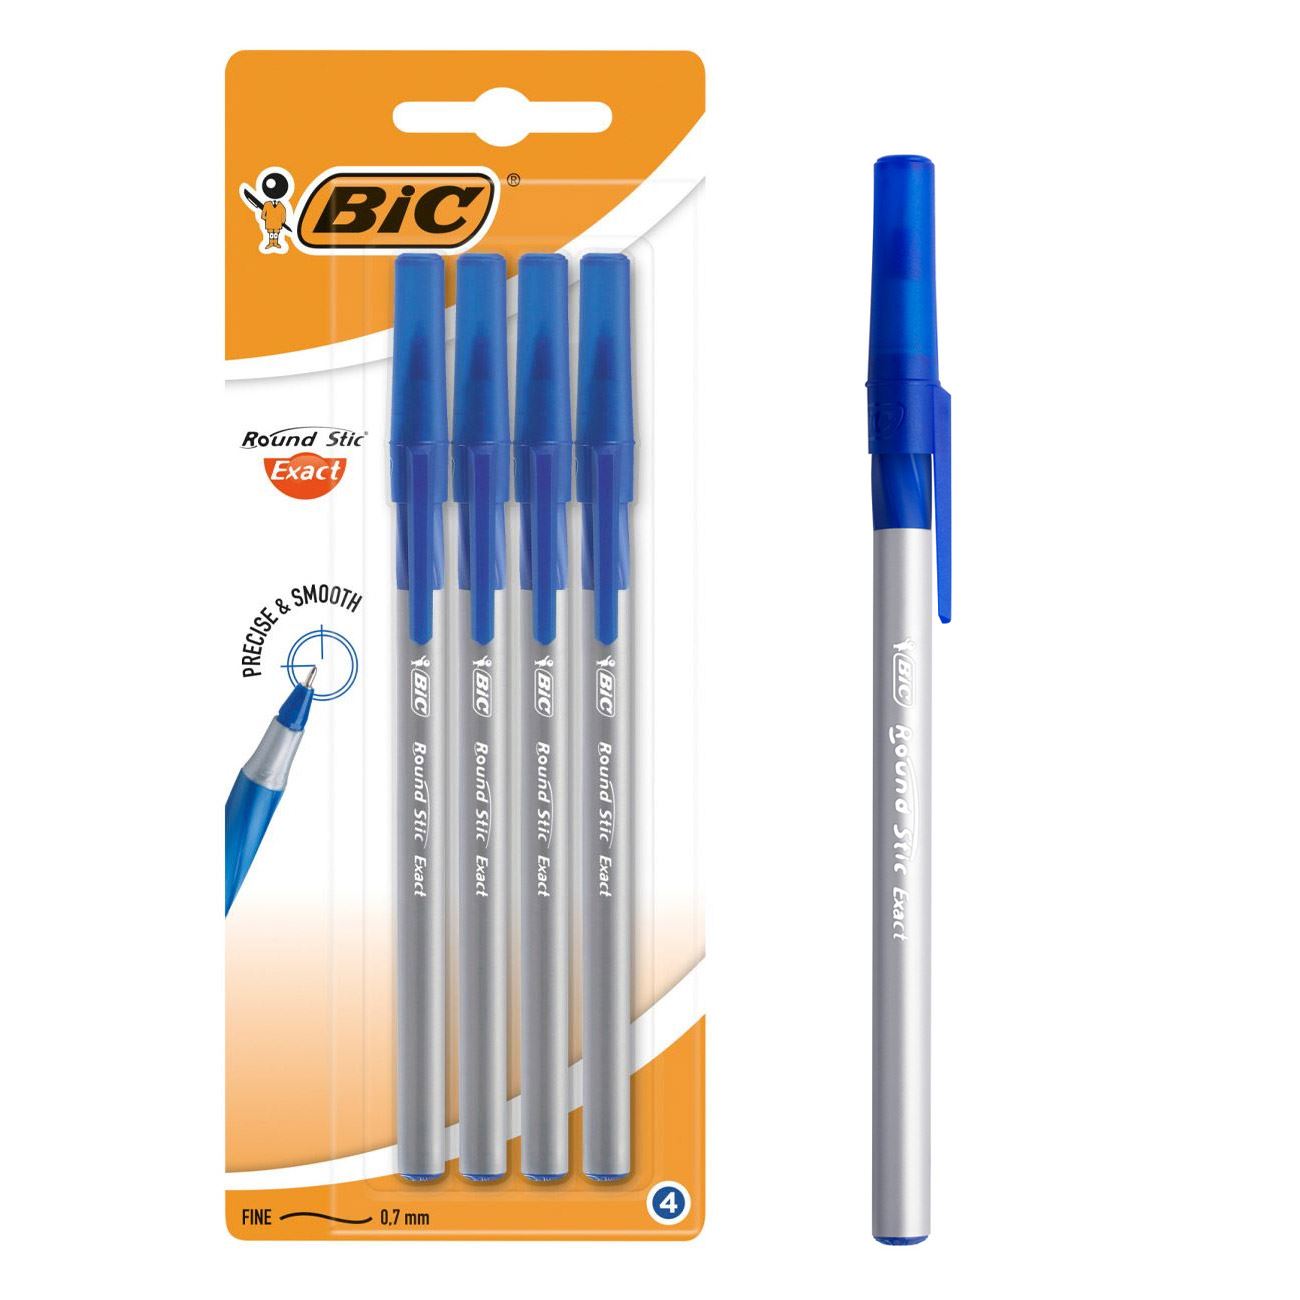 BiC®
Round Stic®
Exact
PRECISE & SMOOTH
BiC Round Stic Exact
BiC Round Stic Exact
BiC Round Stic Exact
BiC Round Stic Exact
FINE 0,7 mm
4
BiC
BiC Round Stic Exact